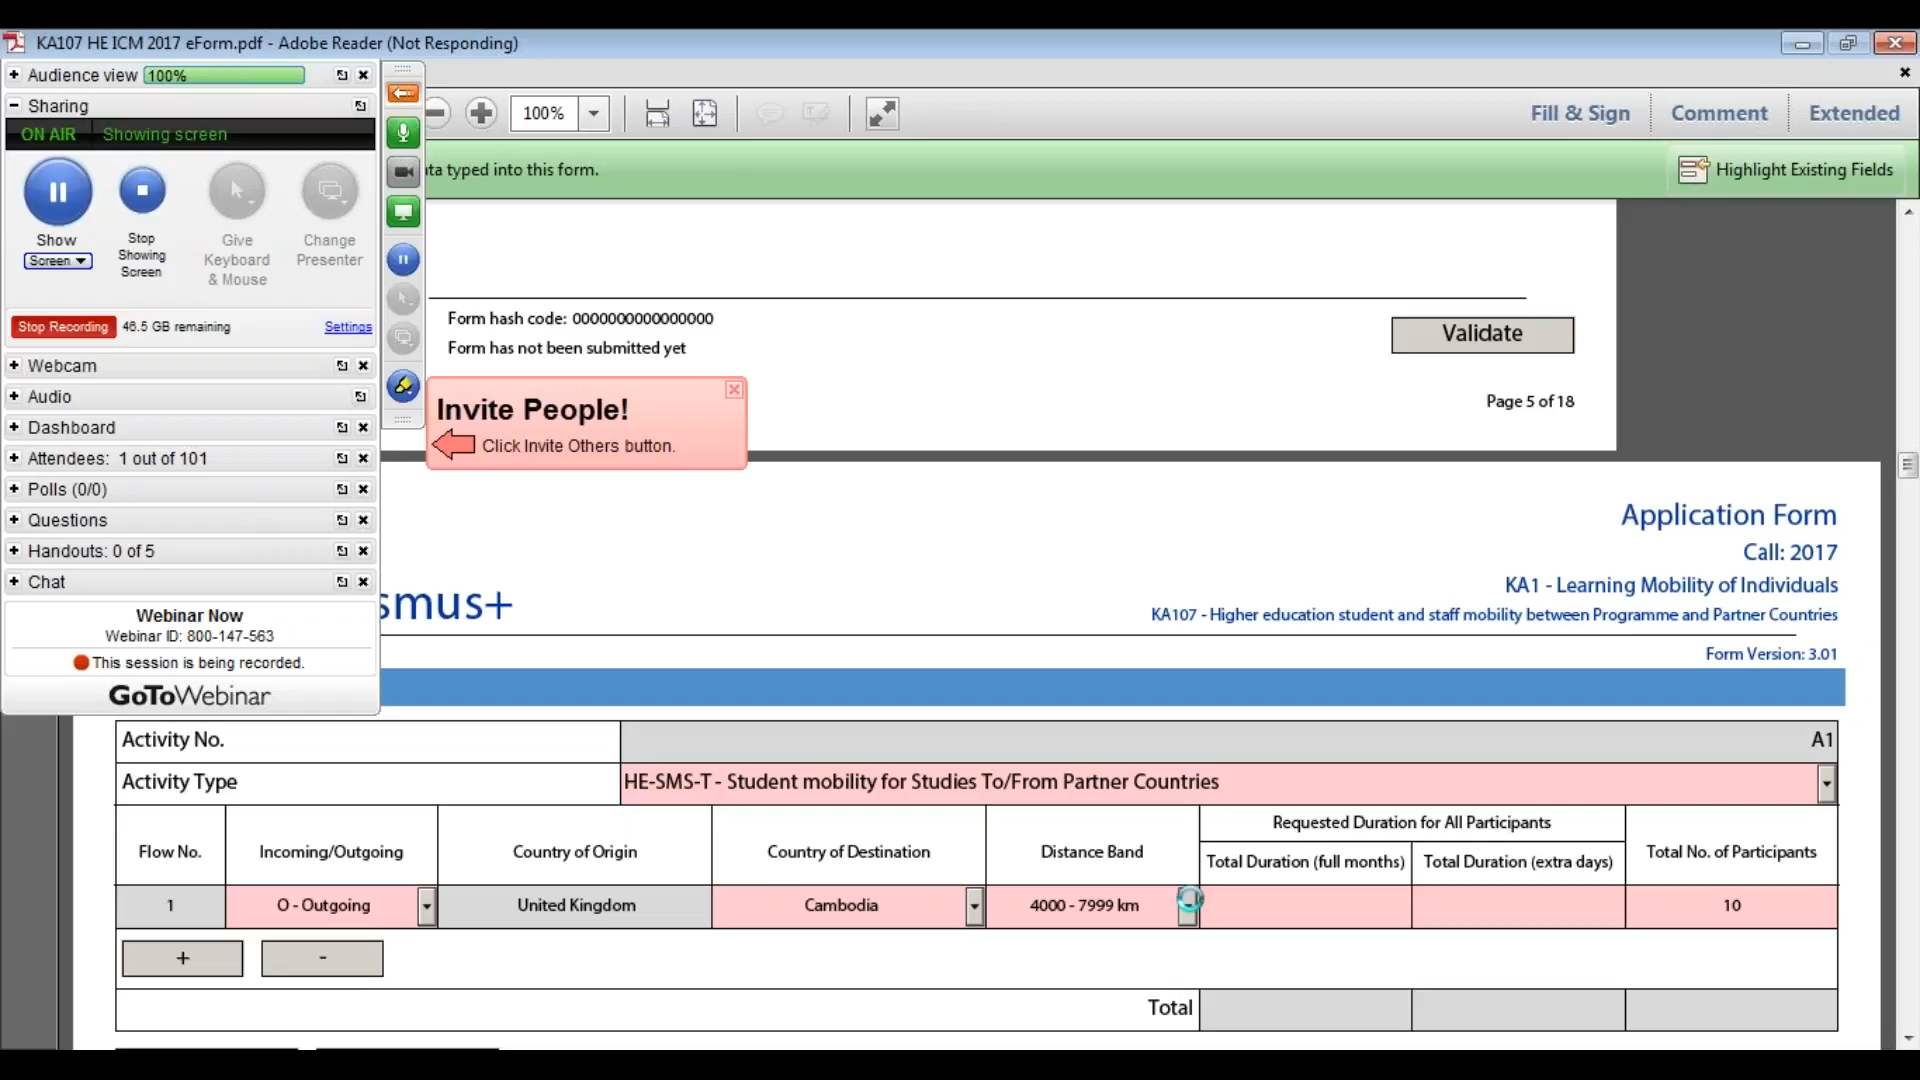 KA107 HE ICM 2017 eForm.pdf - Adobe Reader (Not Responding)
Audience view 100%
Sharing
ON AIR Showing screen
Show
Screen
Stop
Showing
Screen
Give
Keyboard
& Mouse
Change
Presenter
Stop Recording 46.5 GB remaining Settings
Webcam
Audio
Dashboard
Attendees: 1 out of 101
Polls (0/0)
Questions
Handouts: 0 of 5
Chat
Webinar Now
Webinar ID: 800-147-563
This session is being recorded.
GoToWebinar
100%
Fill & Sign Comment Extended
ta typed into this form.
Highlight Existing Fields
Form hash code: 0000000000000000
Form has not been submitted yet
Validate
Page 5 of 18
Invite People!
Click Invite Others button.
Application Form
Call: 2017
KA1 - Learning Mobility of Individuals
smus+
KA107 - Higher education student and staff mobility between Programme and Partner Countries
Form Version: 3.01
Activity No. A1
Activity Type HE-SMS-T - Student mobility for Studies To/From Partner Countries
Flow No. Incoming/Outgoing Country of Origin Country of Destination Distance Band
Requested Duration for All Participants
Total Duration (full months) Total Duration (extra days)
Total No. of Participants
1 O - Outgoing United Kingdom Cambodia 4000 - 7999 km 10
+ -
Total